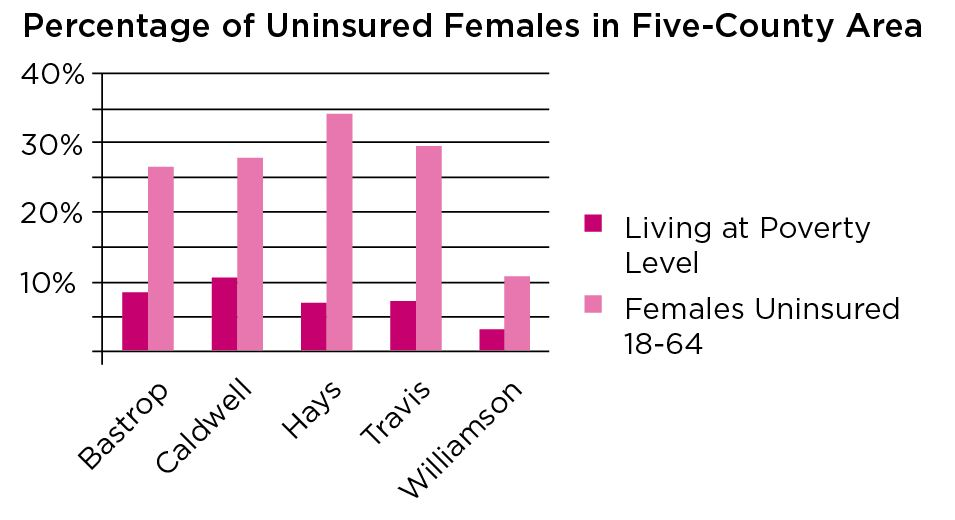 Percentage of Uninsured Females in Five-County Area
40%
30%
20%
10%
Bastrop
Caldwell
Hays
Travis
Williamson
Living at Poverty
Level
Females Uninsured
18-64